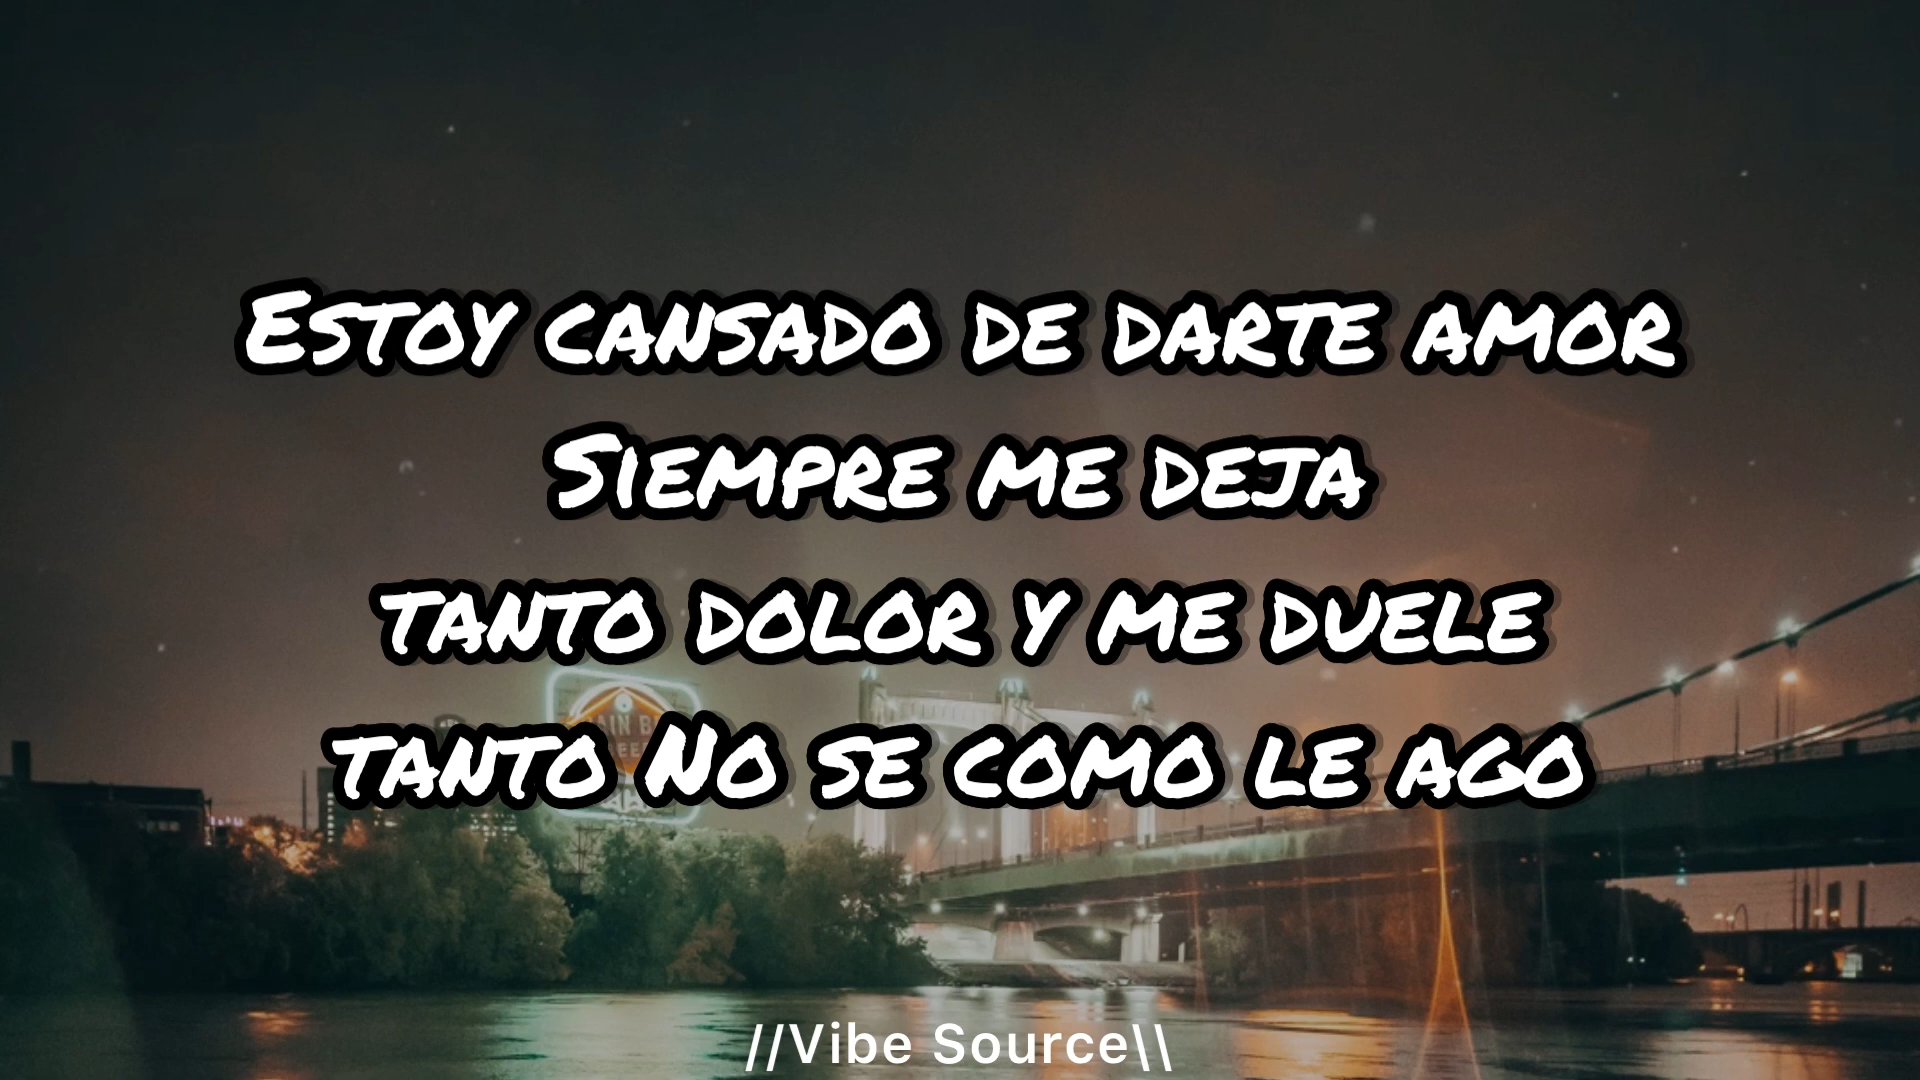 Estoy cansado de darte amor
Siempre me deja
tanto dolor y me duele
tanto No se como le ago
//Vibe Source\\